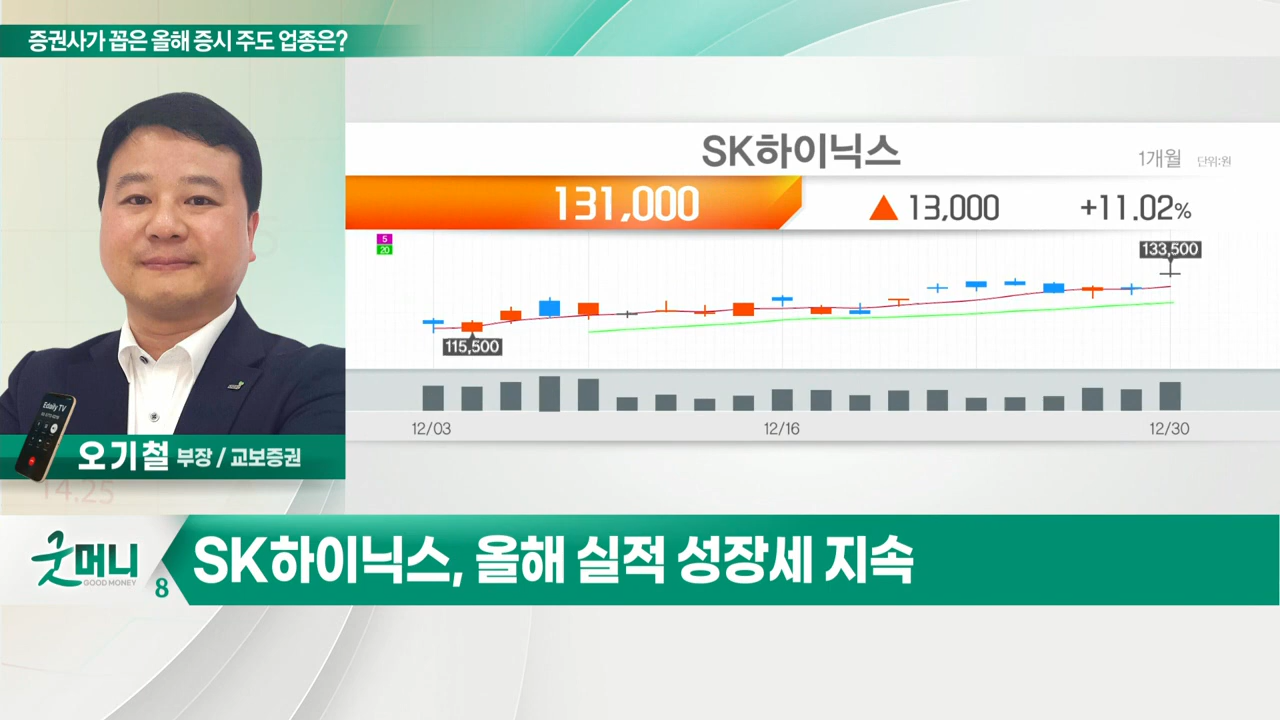 증권사가 꼽은 올해 증시 주도 업종은?
SK하이닉스
1개월 단위:원
131,000 ▲ 13,000 +11.02%
5
20
133,500
115,500
12/03 12/16 12/30
Edaily TV
오기철 부장 / 교보증권
14.25
굿머니
GOOD MONEY
8
SK하이닉스, 올해 실적 성장세 지속